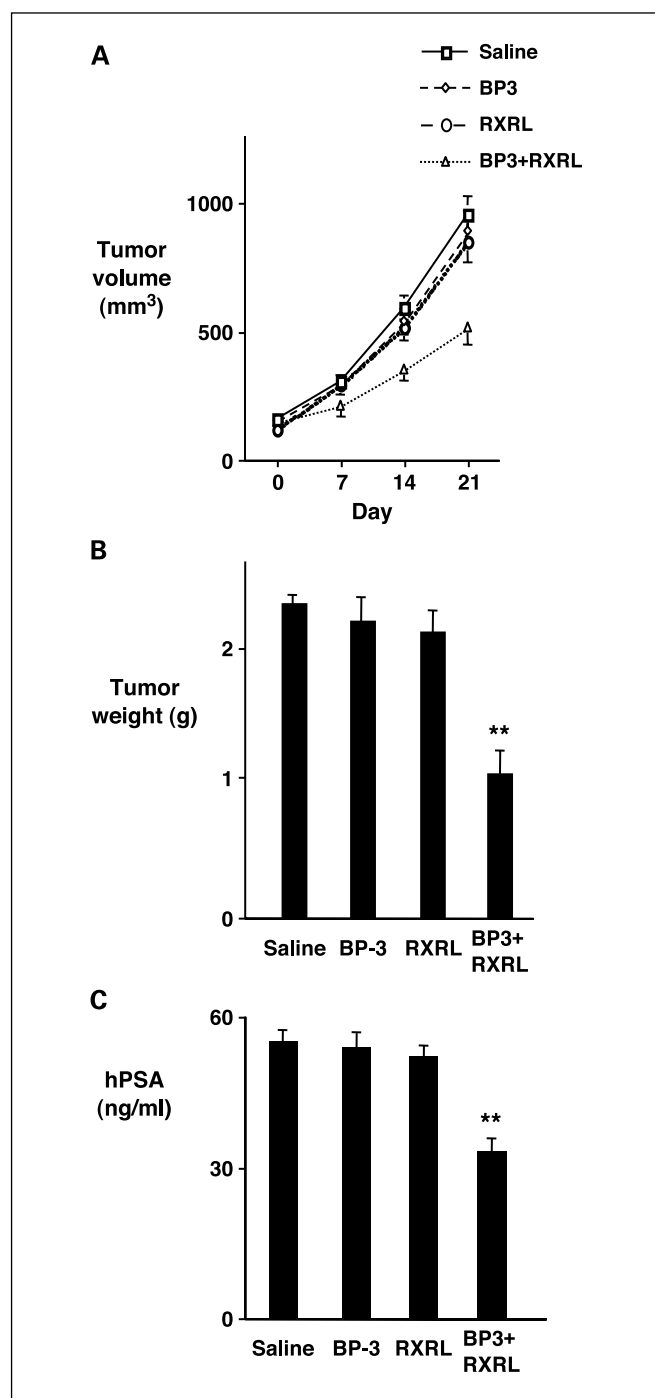 A
Saline
BP3
RXRL
BP3+RXRL
1000
Tumor
volume
(mm³)
500
0
0 7 14 21
Day
B
2
Tumor
weight (g)
**
1
0
Saline BP-3 RXRL BP3+
RXRL
C
60
hPSA
(ng/ml)
**
30
0
Saline BP-3 RXRL BP3+
RXRL